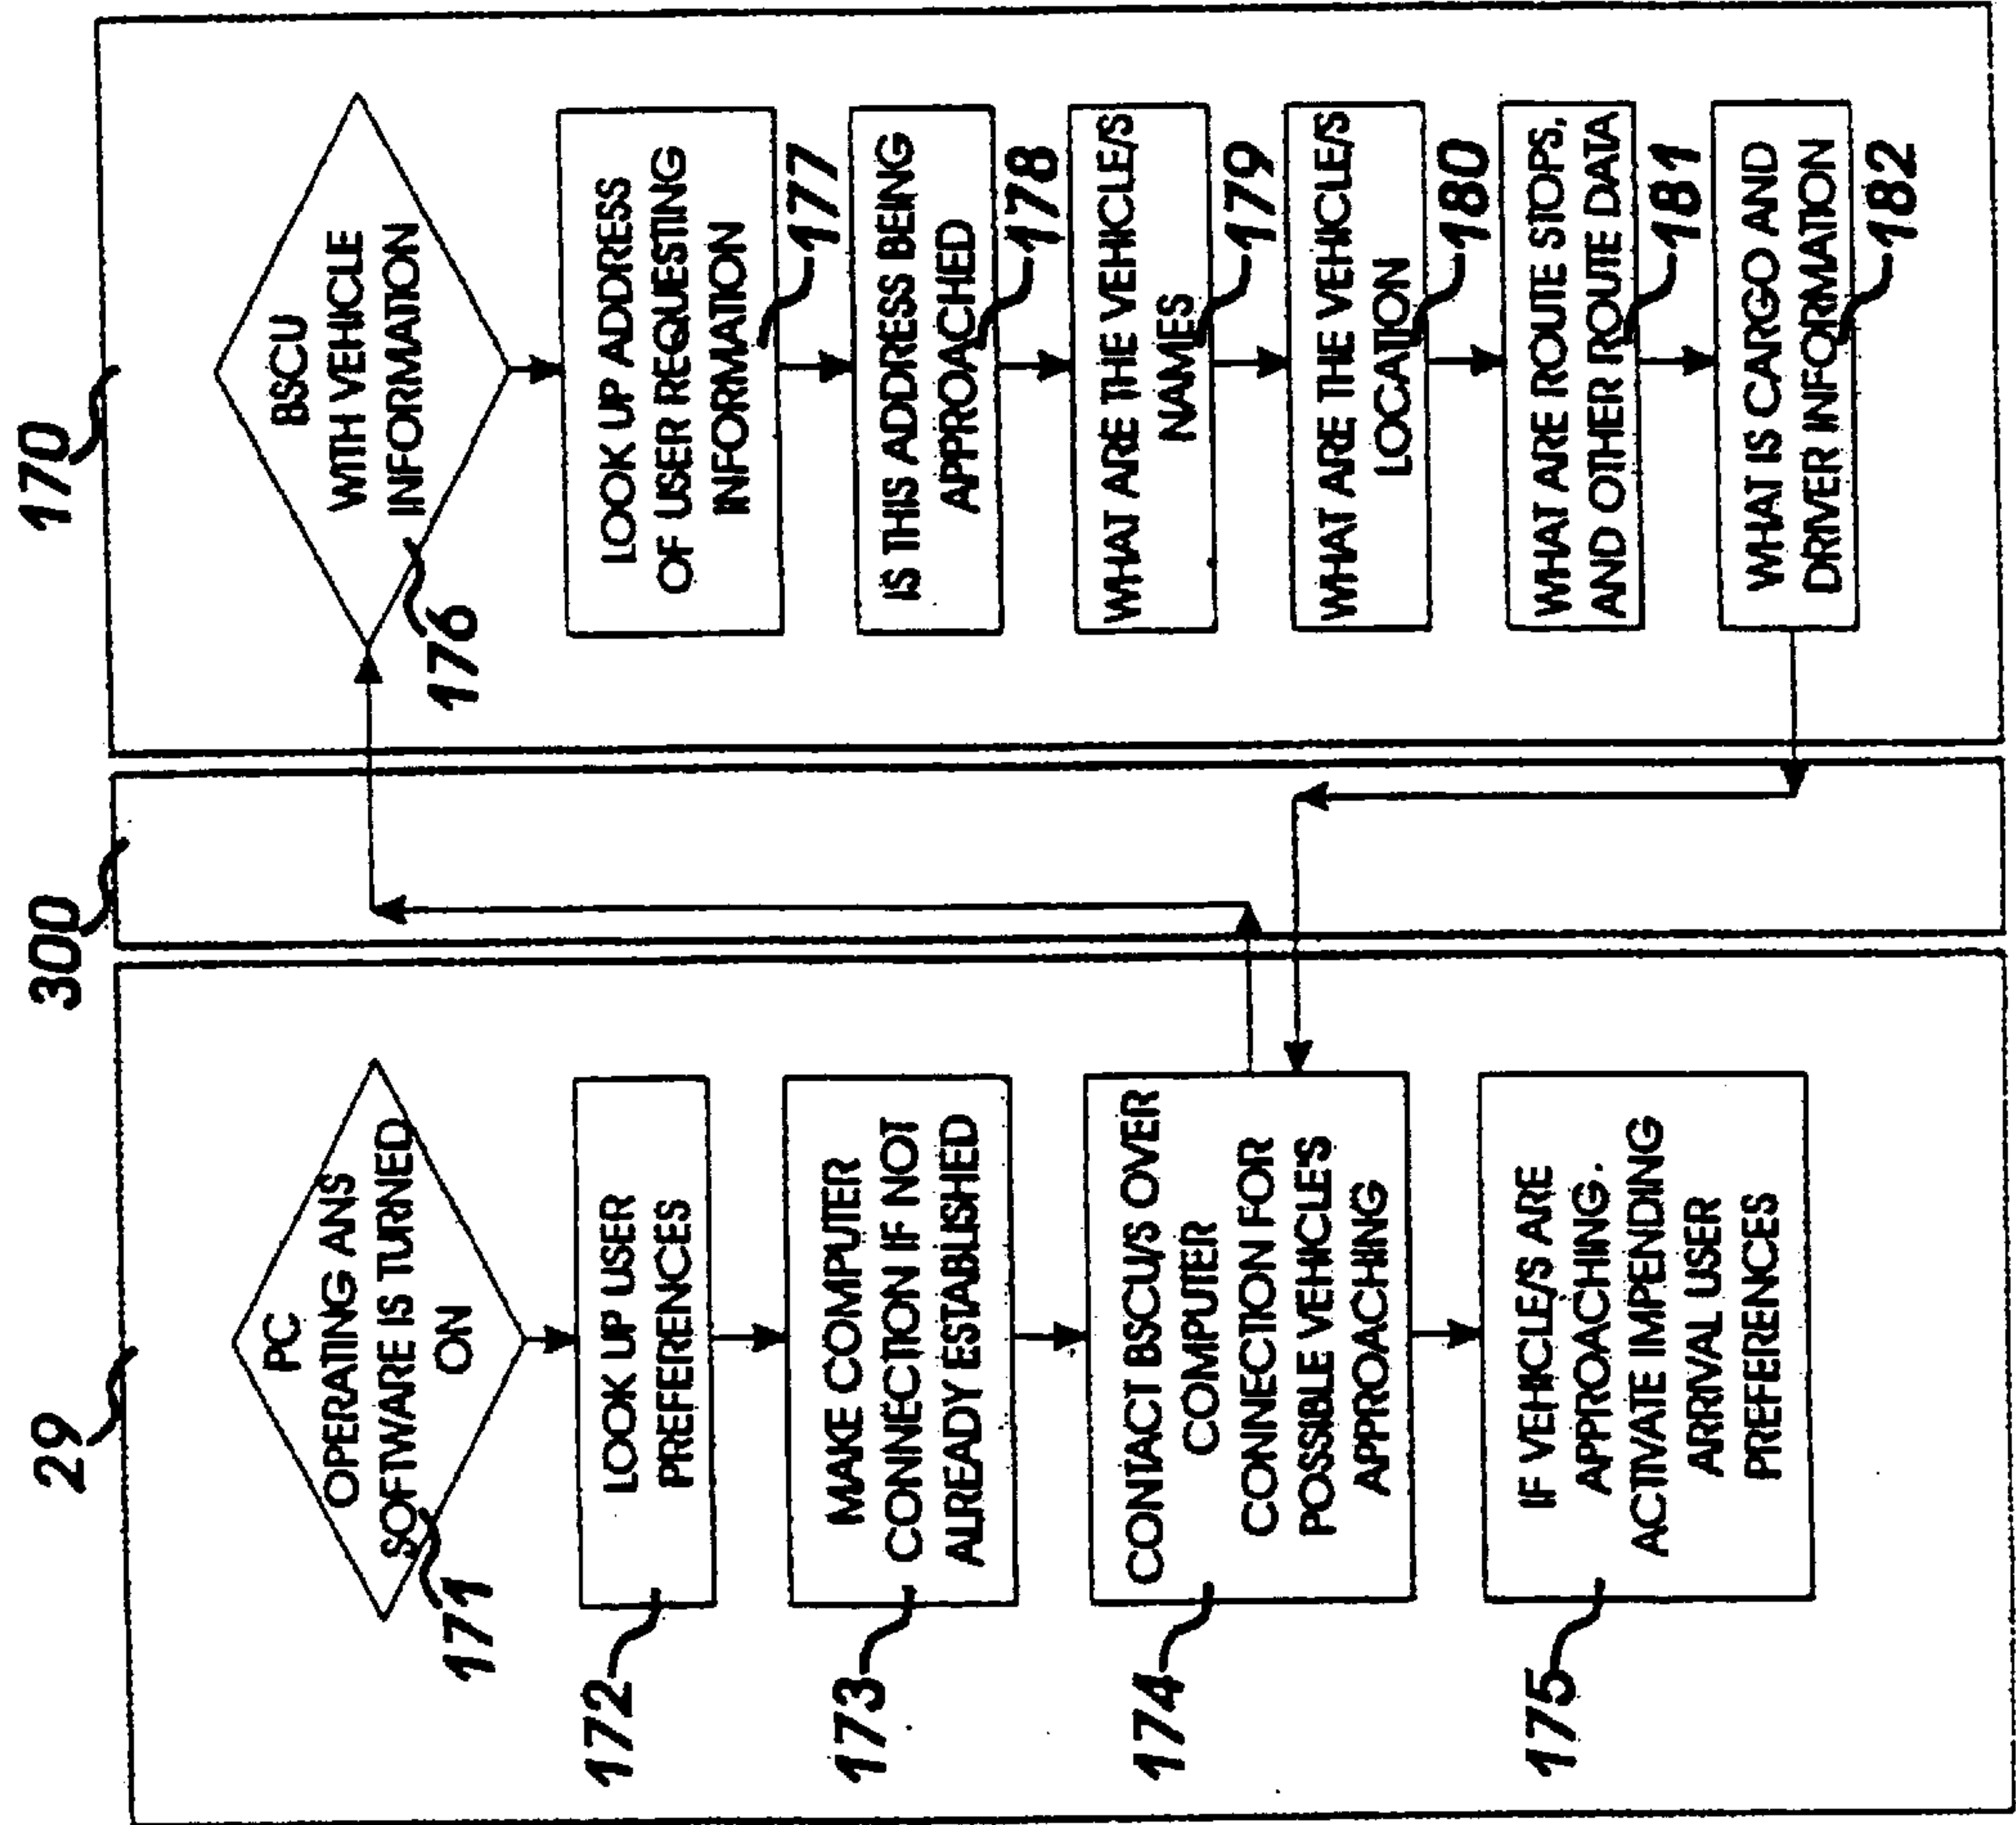 29
PC
OPERATING ANS
SOFTWARE IS TURNED
ON
171
LOOK UP USER
PREFERENCES
172
MAKE COMPUTER
CONNECTION IF NOT
ALREADY ESTABLISHED
173
CONTACT BSCU/S OVER
COMPUTER
CONNECTION FOR
POSSIBLE VEHICLE'S
APPROACHING
174
IF VEHICLE/S ARE
APPROACHING.
ACTIVATE IMPENDING
ARRIVAL USER
PREFERENCES
175
300
170
BSCU
WITH VEHICLE
INFORMATION
176
LOOK UP ADDRESS
OF USER REQUESTING
INFORMATION
177
IS THIS ADDRESS BEING
APPROACHED
178
WHAT ARE THE VEHICLE/S
NAMES
179
WHAT ARE THE VEHICLE/S
LOCATION
180
WHAT ARE ROUTE STOPS,
AND OTHER ROUTE DATA
181
WHAT IS CARGO AND
DRIVER INFORMATION
182